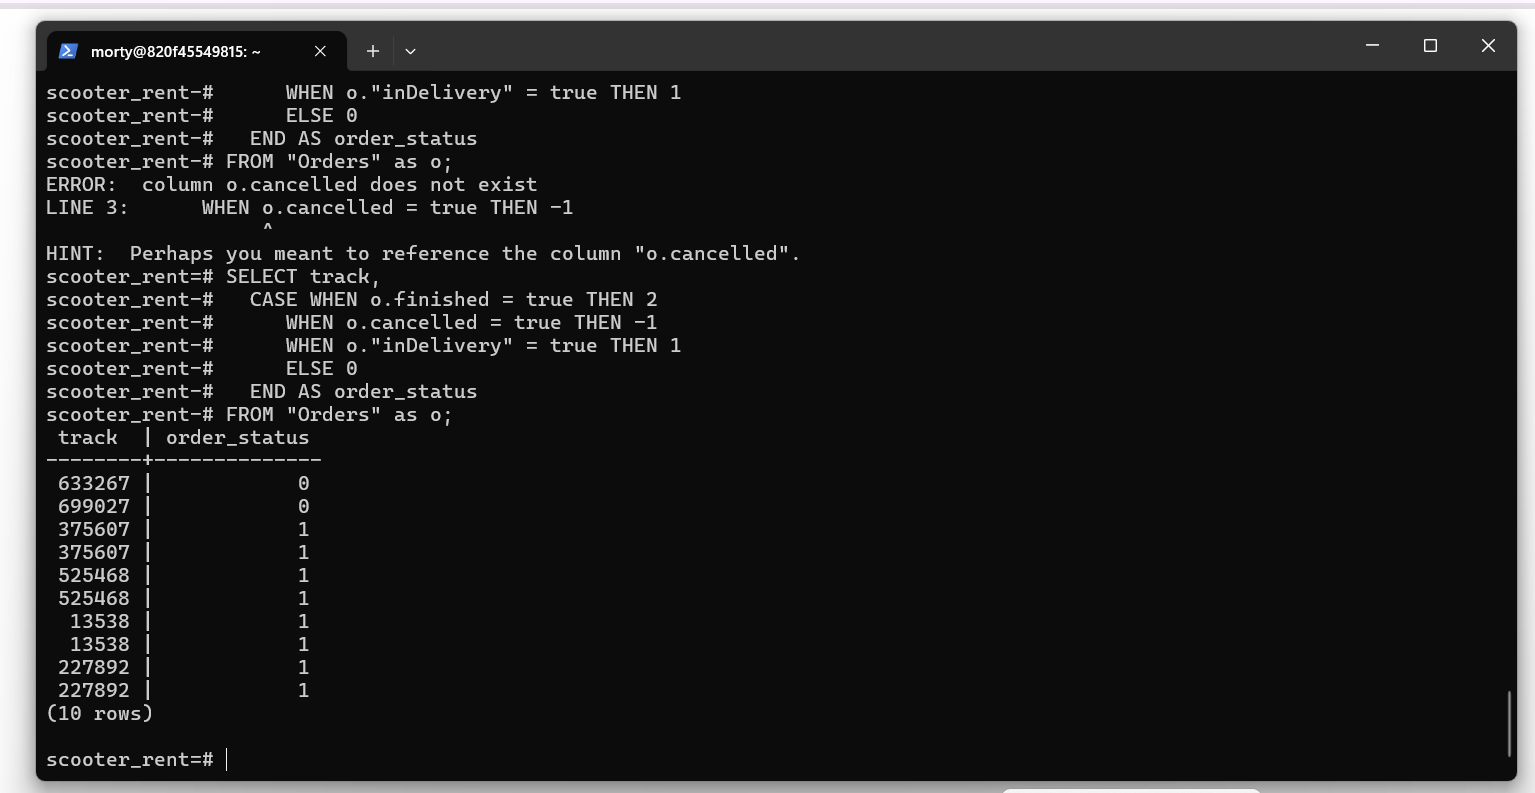 morty@820f45549815: ~
scooter_rent-#      WHEN o."inDelivery" = true THEN 1
scooter_rent-#      ELSE 0
scooter_rent-#   END AS order_status
scooter_rent-# FROM "Orders" as o;
ERROR:  column o.cancelled does not exist
LINE 3:      WHEN o.cancelled = true THEN -1
                  ^
HINT:  Perhaps you meant to reference the column "o.cancelled".
scooter_rent=# SELECT track,
scooter_rent-#   CASE WHEN o.finished = true THEN 2
scooter_rent-#      WHEN o.cancelled = true THEN -1
scooter_rent-#      WHEN o."inDelivery" = true THEN 1
scooter_rent-#      ELSE 0
scooter_rent-#   END AS order_status
scooter_rent-# FROM "Orders" as o;
 track  | order_status
--------+--------------
 633267 |            0
 699027 |            0
 375607 |            1
 375607 |            1
 525468 |            1
 525468 |            1
  13538 |            1
  13538 |            1
 227892 |            1
 227892 |            1
(10 rows)
scooter_rent=#